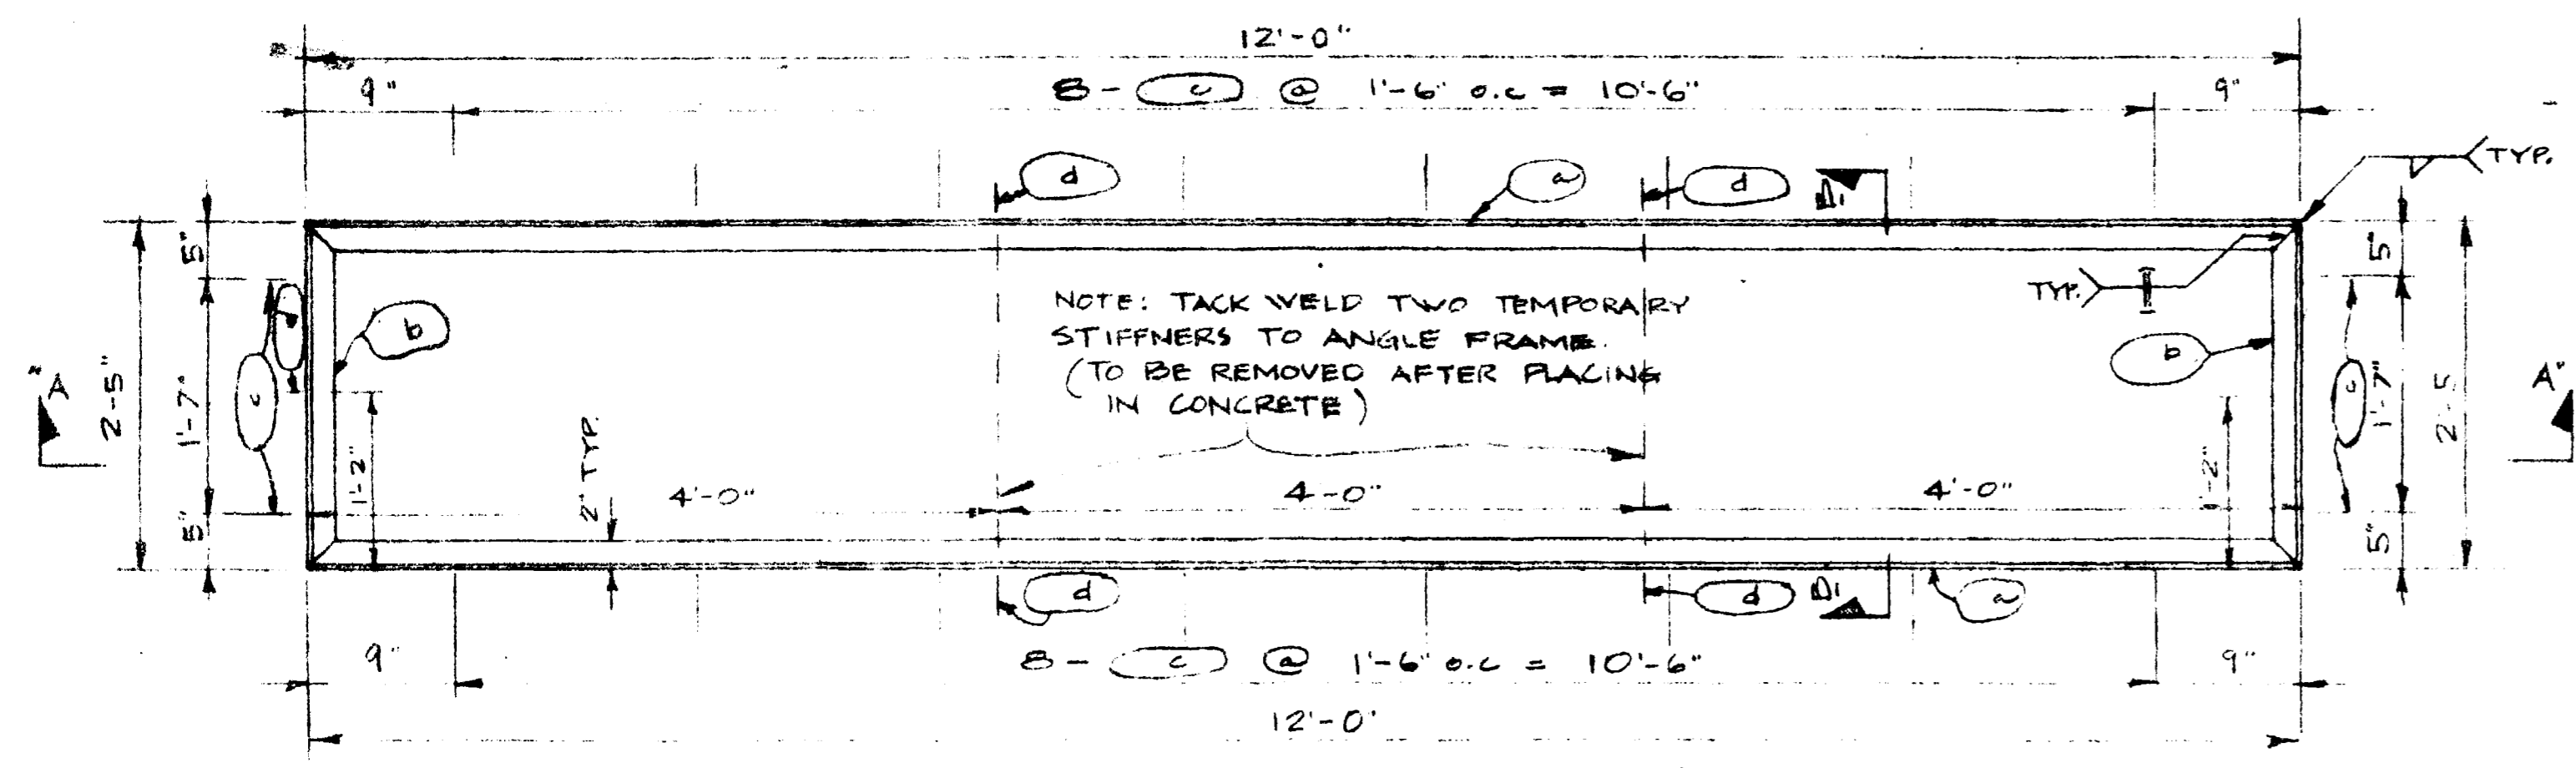 12'-0"
9" 8- c @ 1'-6" o.c = 10'-6" 9"
d a d TYP.
5" 5"
NOTE: TACK WELD TWO TEMPORARY
STIFFNERS TO ANGLE FRAME.
(TO BE REMOVED AFTER PLACING
IN CONCRETE)
TYP.
b b
"A 2'-5" 1'-7" c c 1'-7" 2'-5 A"
1'-2" 2" TYP. 1'-2"
4'-0" 4'-0" 4'-0"
5" 5"
d d a
9" 8- c @ 1'-6" o.c = 10'-6" 9"
12'-0"